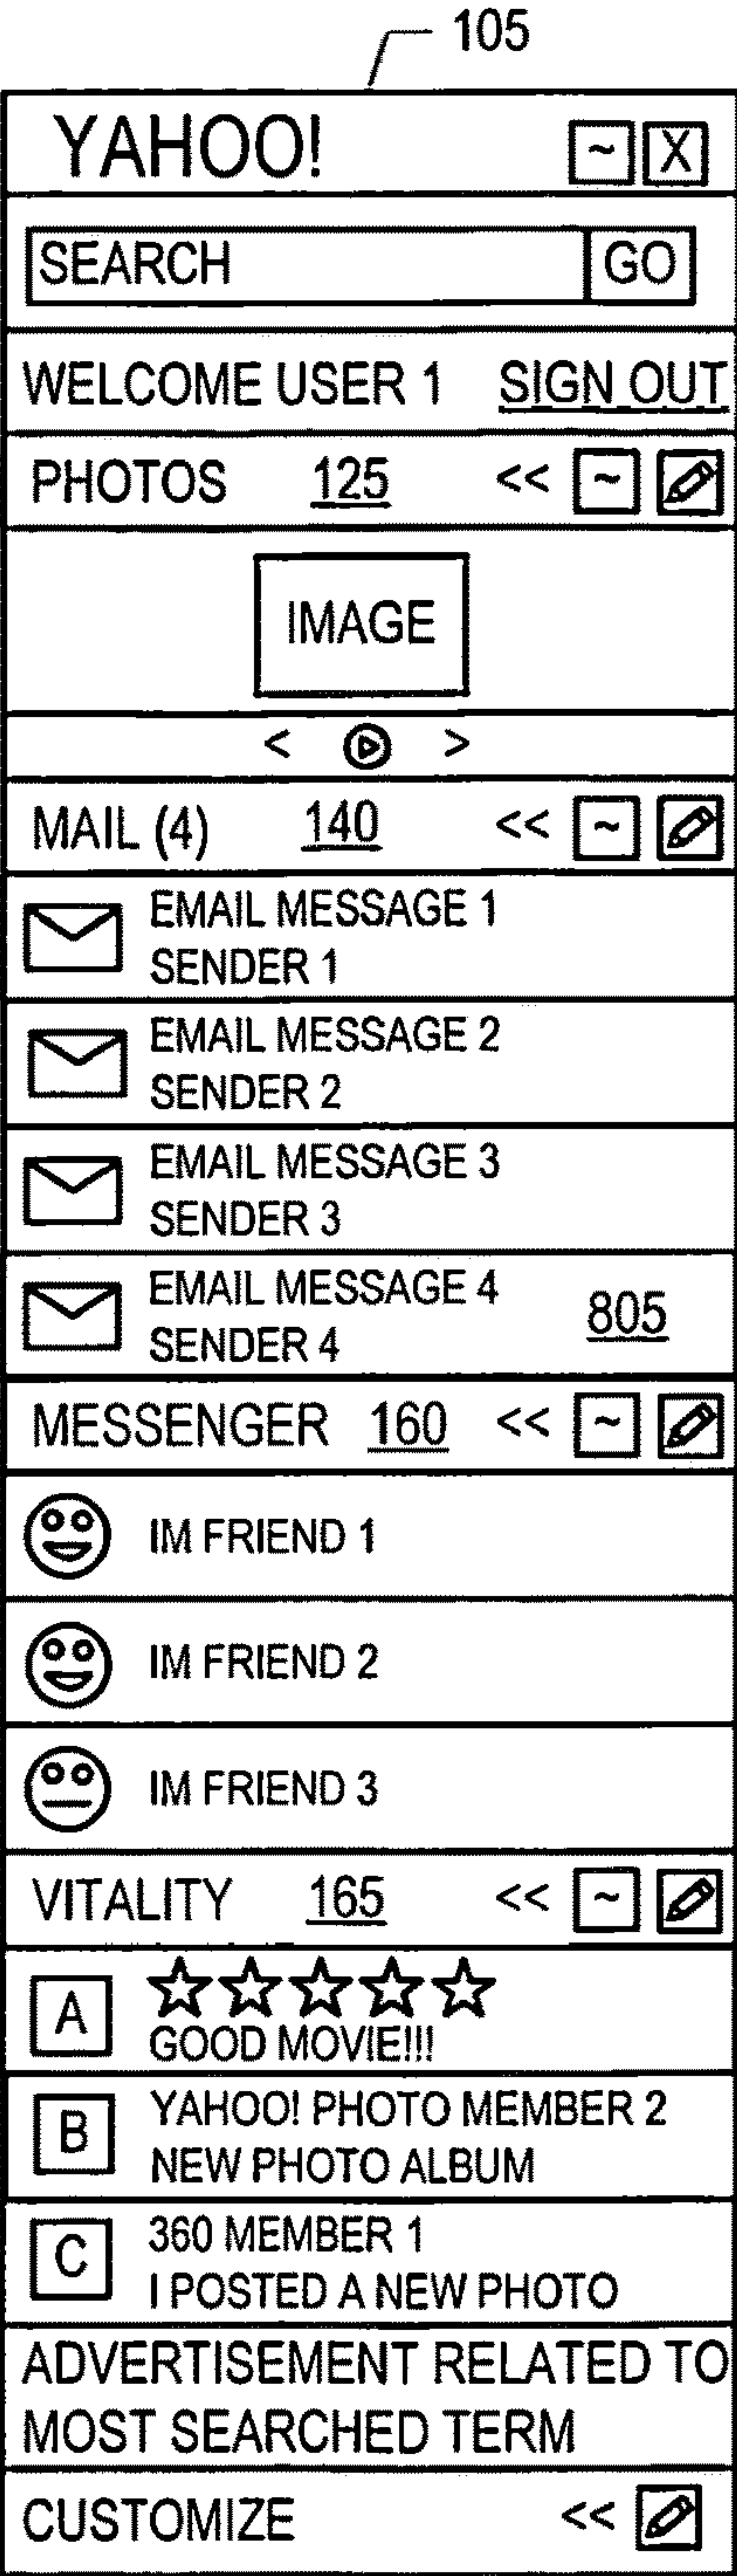 105
YAHOO! ~ X
SEARCH GO
WELCOME USER 1 SIGN OUT
PHOTOS 125 << ~
IMAGE
< >
MAIL (4) 140 << ~
EMAIL MESSAGE 1
SENDER 1
EMAIL MESSAGE 2
SENDER 2
EMAIL MESSAGE 3
SENDER 3
EMAIL MESSAGE 4
SENDER 4 805
MESSENGER 160 << ~
IM FRIEND 1
IM FRIEND 2
IM FRIEND 3
VITALITY 165 << ~
A
GOOD MOVIE!!!
B YAHOO! PHOTO MEMBER 2
NEW PHOTO ALBUM
C 360 MEMBER 1
I POSTED A NEW PHOTO
ADVERTISEMENT RELATED TO
MOST SEARCHED TERM
CUSTOMIZE <<